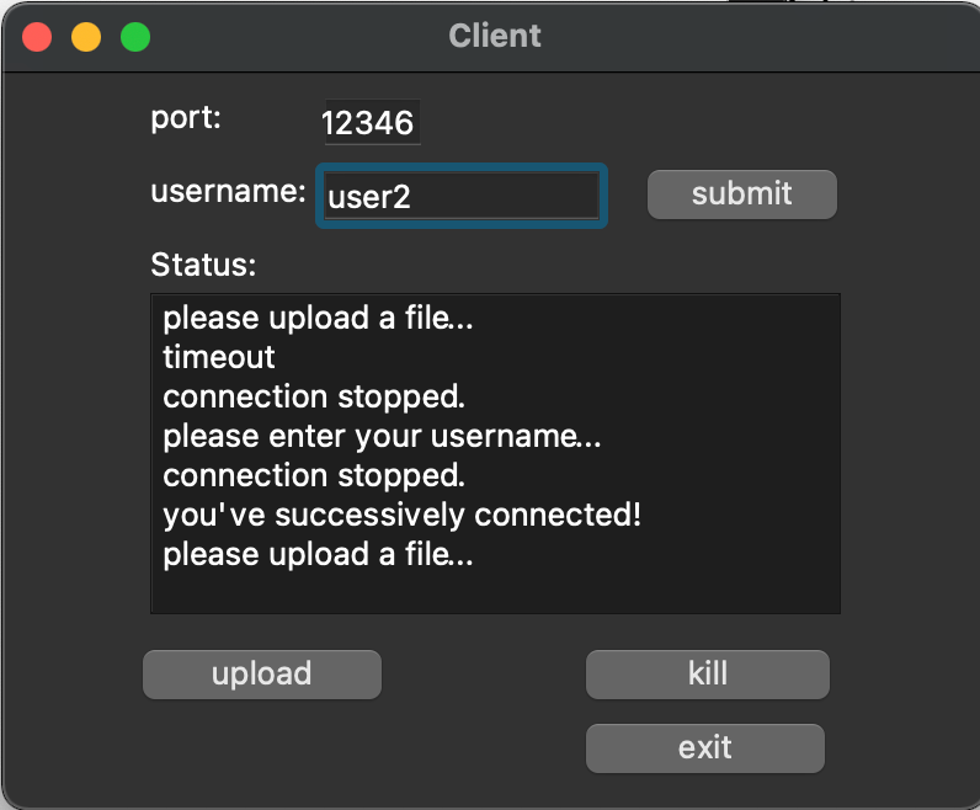 Client
port: 12346
username: user2 submit
Status:
please upload a file...
timeout
connection stopped.
please enter your username...
connection stopped.
you've successively connected!
please upload a file...
upload kill
exit